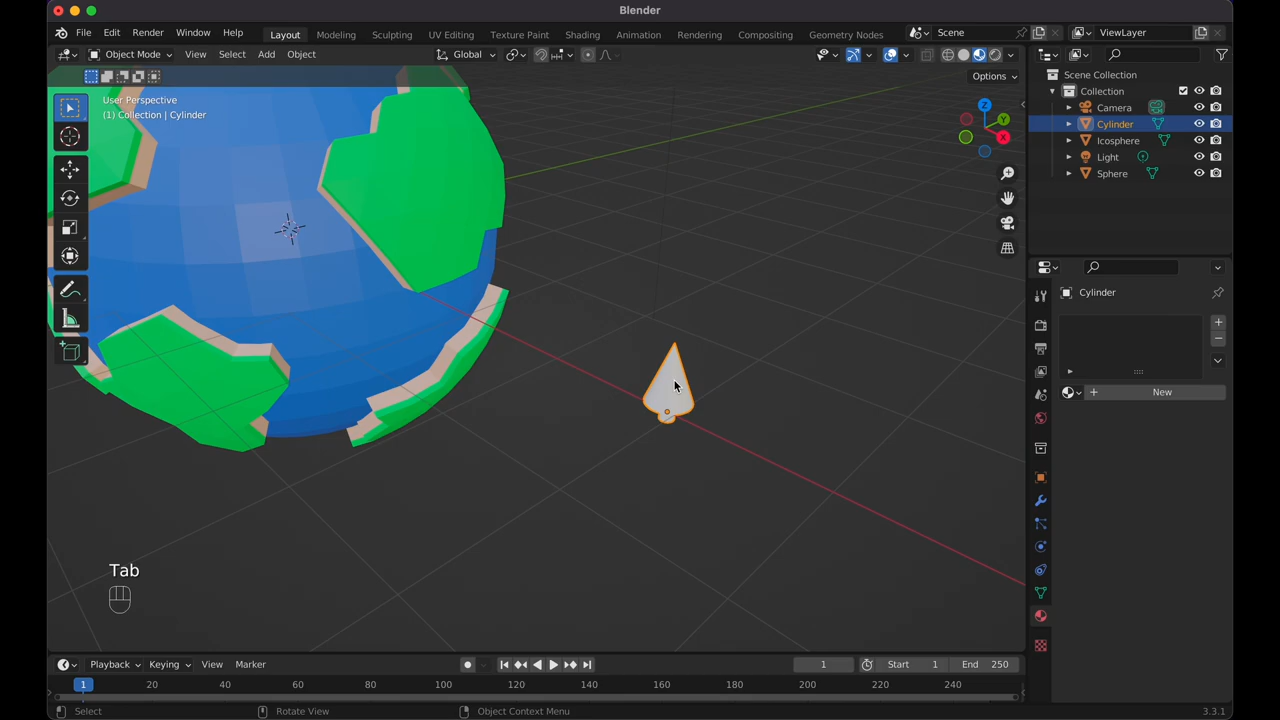 Blender
File Edit Render Window Help Layout Modeling Sculpting UV Editing Texture Paint Shading Animation Rendering Compositing Geometry Nodes Scene ViewLayer
Object Mode View Select Add Object Global
Options
Scene Collection
Collection
Camera
Cylinder
Icosphere
Light
Sphere
User Perspective
(1) Collection | Cylinder
Z
Y
X
Cylinder
New
Tab
Playback Keying View Marker 1 Start 1 End 250
1 20 40 60 80 100 120 140 160 180 200 220 240
Select Rotate View Object Context Menu 3.3.1